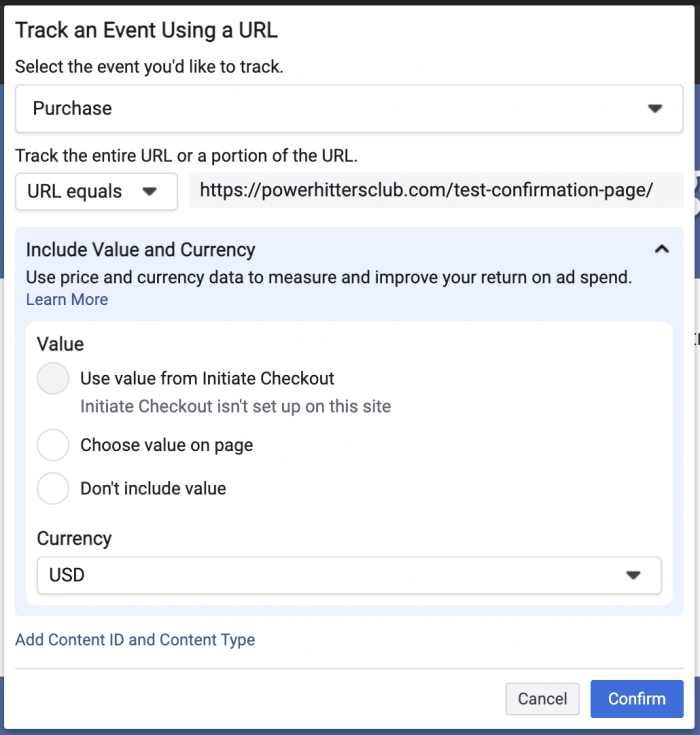 Track an Event Using a URL
Select the event you'd like to track.
Purchase
Track the entire URL or a portion of the URL.
URL equals
https://powerhittersclub.com/test-confirmation-page/
Include Value and Currency
Use price and currency data to measure and improve your return on ad spend.
Learn More
Value
Use value from Initiate Checkout
Initiate Checkout isn't set up on this site
Choose value on page
Don't include value
Currency
USD
Add Content ID and Content Type
Cancel
Confirm